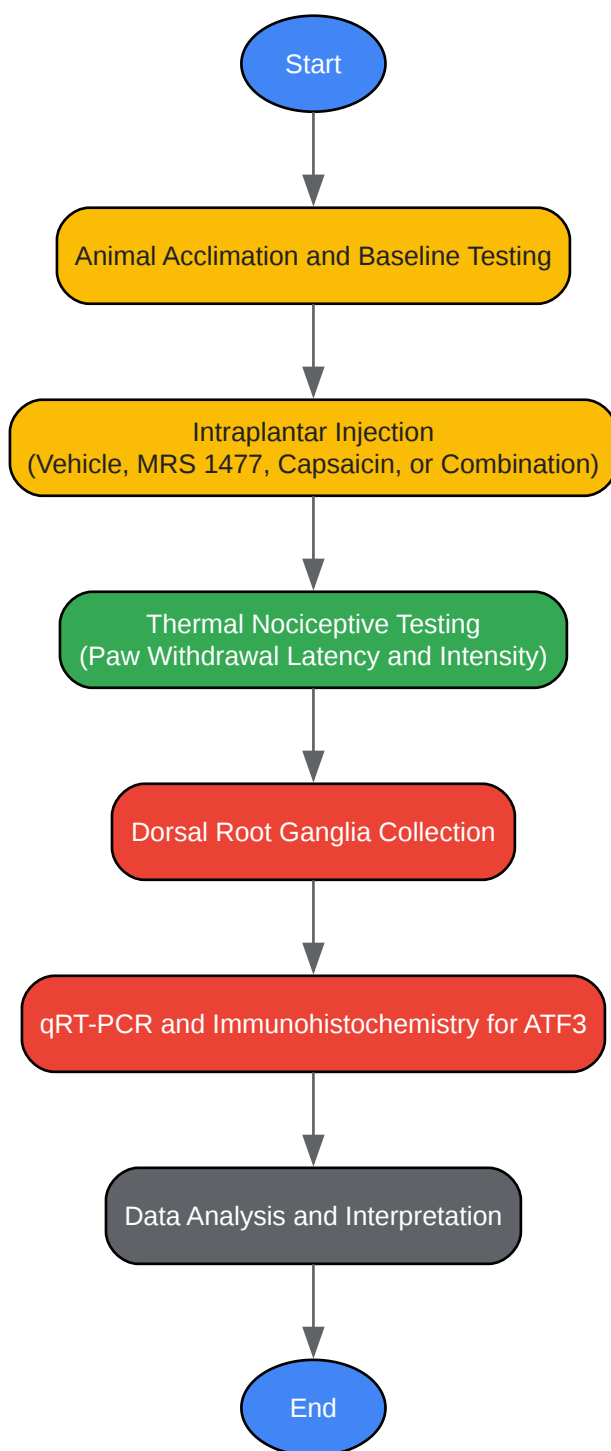 Start
Animal Acclimation and Baseline Testing
Intraplantar Injection
(Vehicle, MRS 1477, Capsaicin, or Combination)
Thermal Nociceptive Testing
(Paw Withdrawal Latency and Intensity)
Dorsal Root Ganglia Collection
qRT-PCR and Immunohistochemistry for ATF3
Data Analysis and Interpretation
End